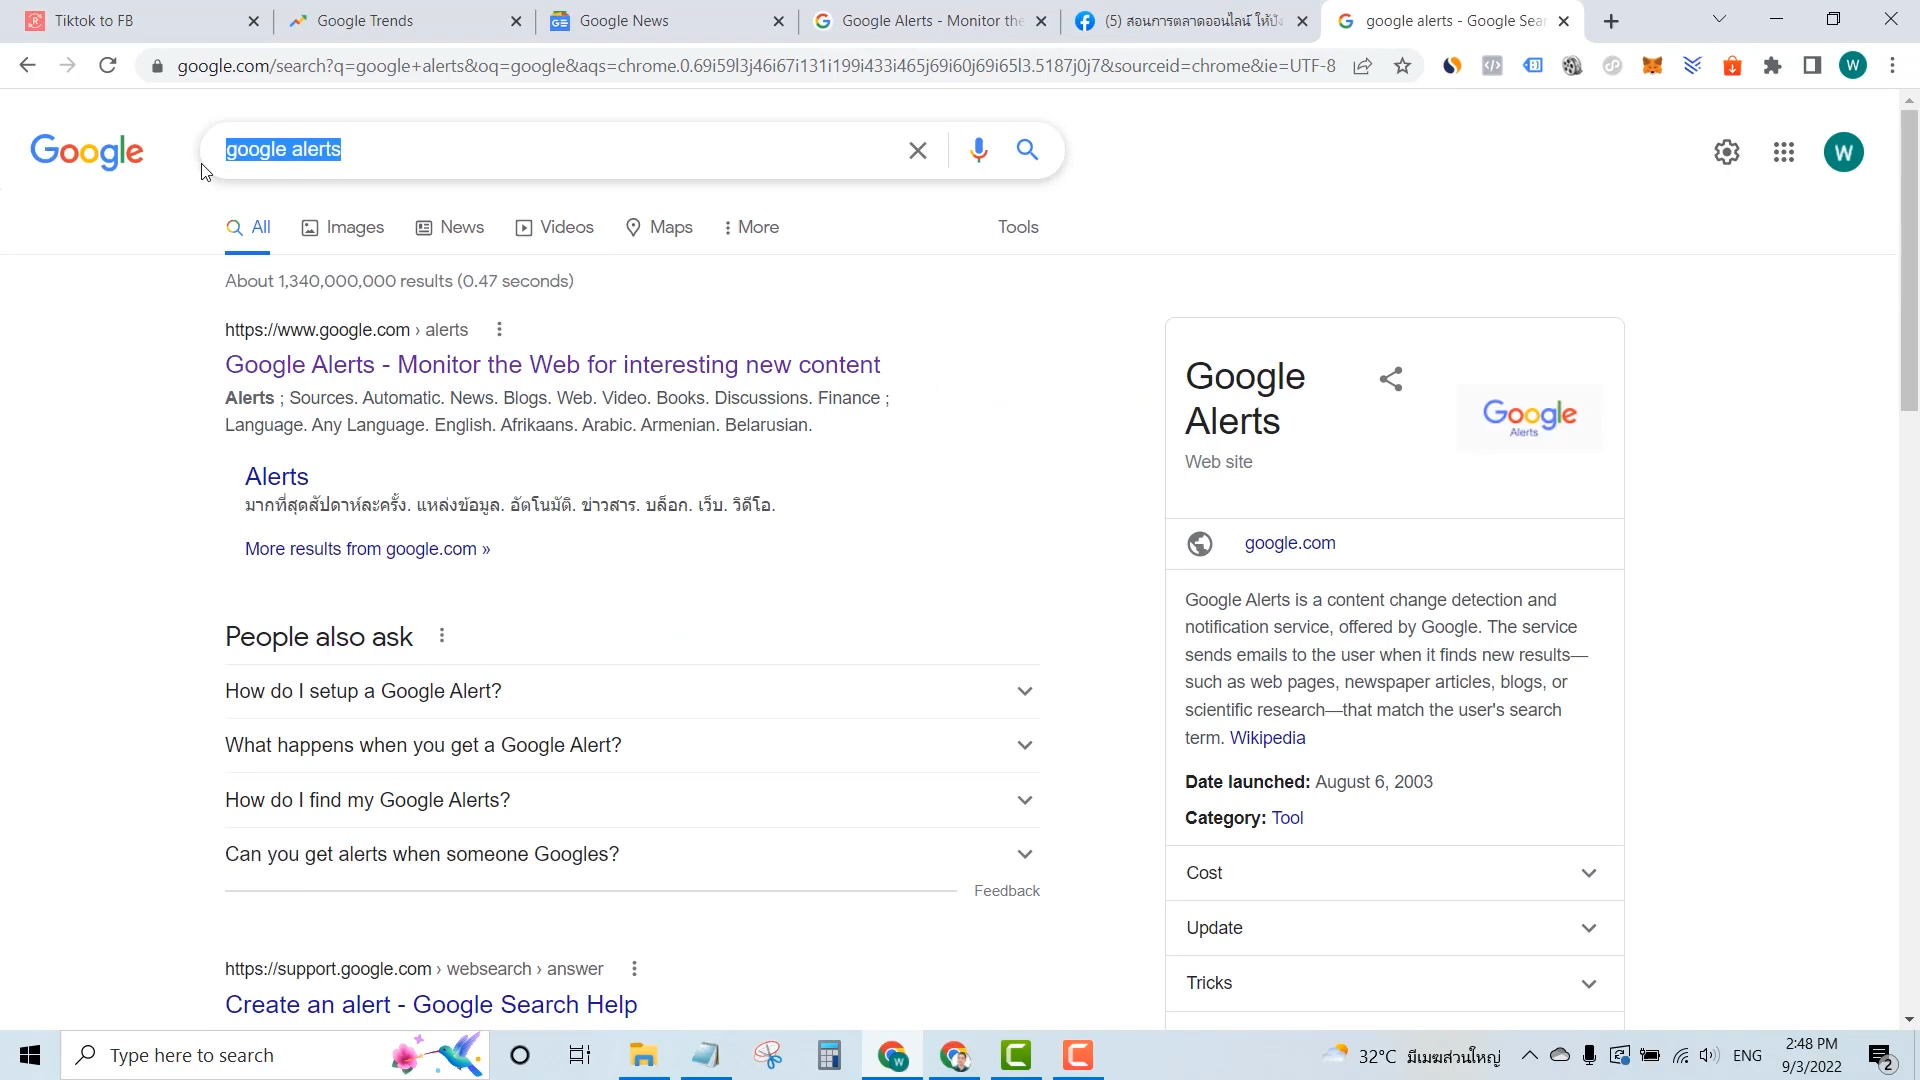 Tiktok to FB
Google Trends
Google News
Google Alerts - Monitor the
(5) สอนการตลาดออนไลน์ ให้ปัง
google alerts - Google Sear
google.com/search?q=google+alerts&oq=google&aqs=chrome.0.69i59l3j46i67i131i199i433i465j69i60j69i65l3.5187j0j7&sourceid=chrome&ie=UTF-8
W
Google
google alerts
W
All
Images
News
Videos
Maps
More
Tools
About 1,340,000,000 results (0.47 seconds)
https://www.google.com › alerts
Google Alerts - Monitor the Web for interesting new content
Alerts ; Sources. Automatic. News. Blogs. Web. Video. Books. Discussions. Finance ;
Language. Any Language. English. Afrikaans. Arabic. Armenian. Belarusian.
Alerts
มากที่สุดสัปดาห์ละครั้ง. แหล่งข้อมูล. อัตโนมัติ. ข่าวสาร. บล็อก. เว็บ. วิดีโอ.
More results from google.com »
People also ask
How do I setup a Google Alert?
What happens when you get a Google Alert?
How do I find my Google Alerts?
Can you get alerts when someone Googles?
Feedback
https://support.google.com › websearch › answer
Create an alert - Google Search Help
Google
Alerts
Web site
Google
Alerts
google.com
Google Alerts is a content change detection and
notification service, offered by Google. The service
sends emails to the user when it finds new results—
such as web pages, newspaper articles, blogs, or
scientific research—that match the user's search
term. Wikipedia
Date launched: August 6, 2003
Category: Tool
Cost
Update
Tricks
Type here to search
32°C มีเมฆส่วนใหญ่
ENG
2:48 PM
9/3/2022
2